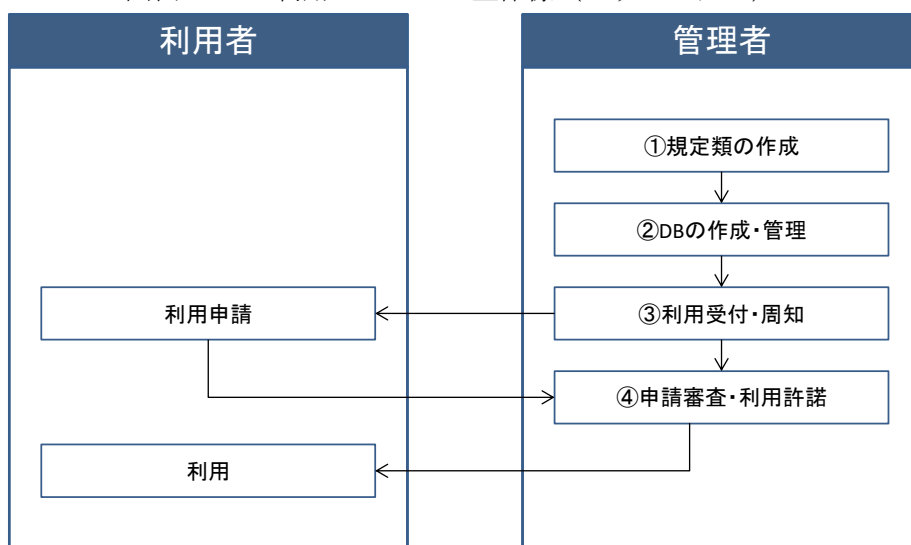 利用者
管理者
①規定類の作成
②DBの作成・管理
利用申請
③利用受付・周知
④申請審査・利用許諾
利用